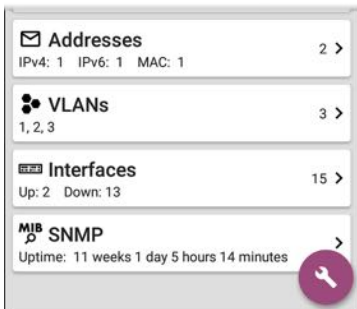 Addresses
2
IPv4: 1 IPv6: 1 MAC: 1
VLANs
3
1, 2, 3
Interfaces
15
Up: 2 Down: 13
MIB SNMP
Uptime: 11 weeks 1 day 5 hours 14 minutes